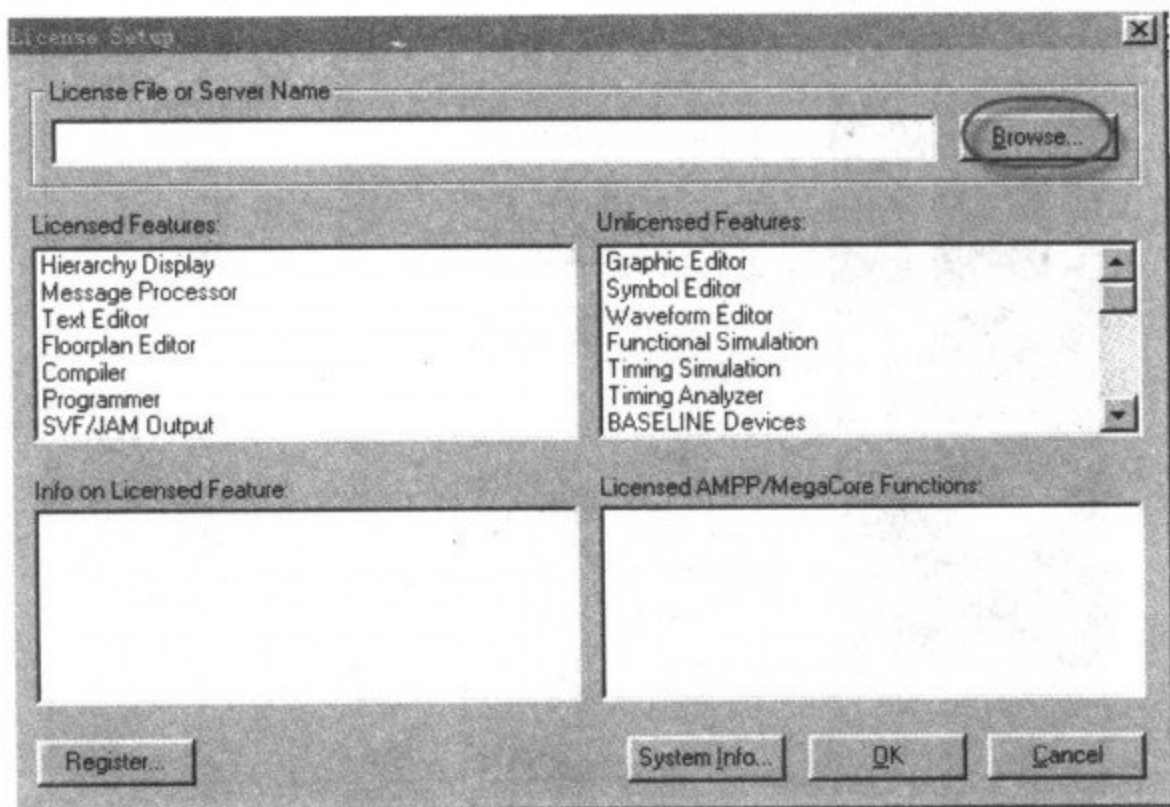 License Setup
License File or Server Name
Browse...
Licensed Features:
Hierarchy Display
Message Processor
Text Editor
Floorplan Editor
Compiler
Programmer
SVF/JAM Output
Unlicensed Features:
Graphic Editor
Symbol Editor
Waveform Editor
Functional Simulation
Timing Simulation
Timing Analyzer
BASELINE Devices
Info on Licensed Feature:
Licensed AMPP/MegaCore Functions:
Register...
System Info...
OK
Cancel